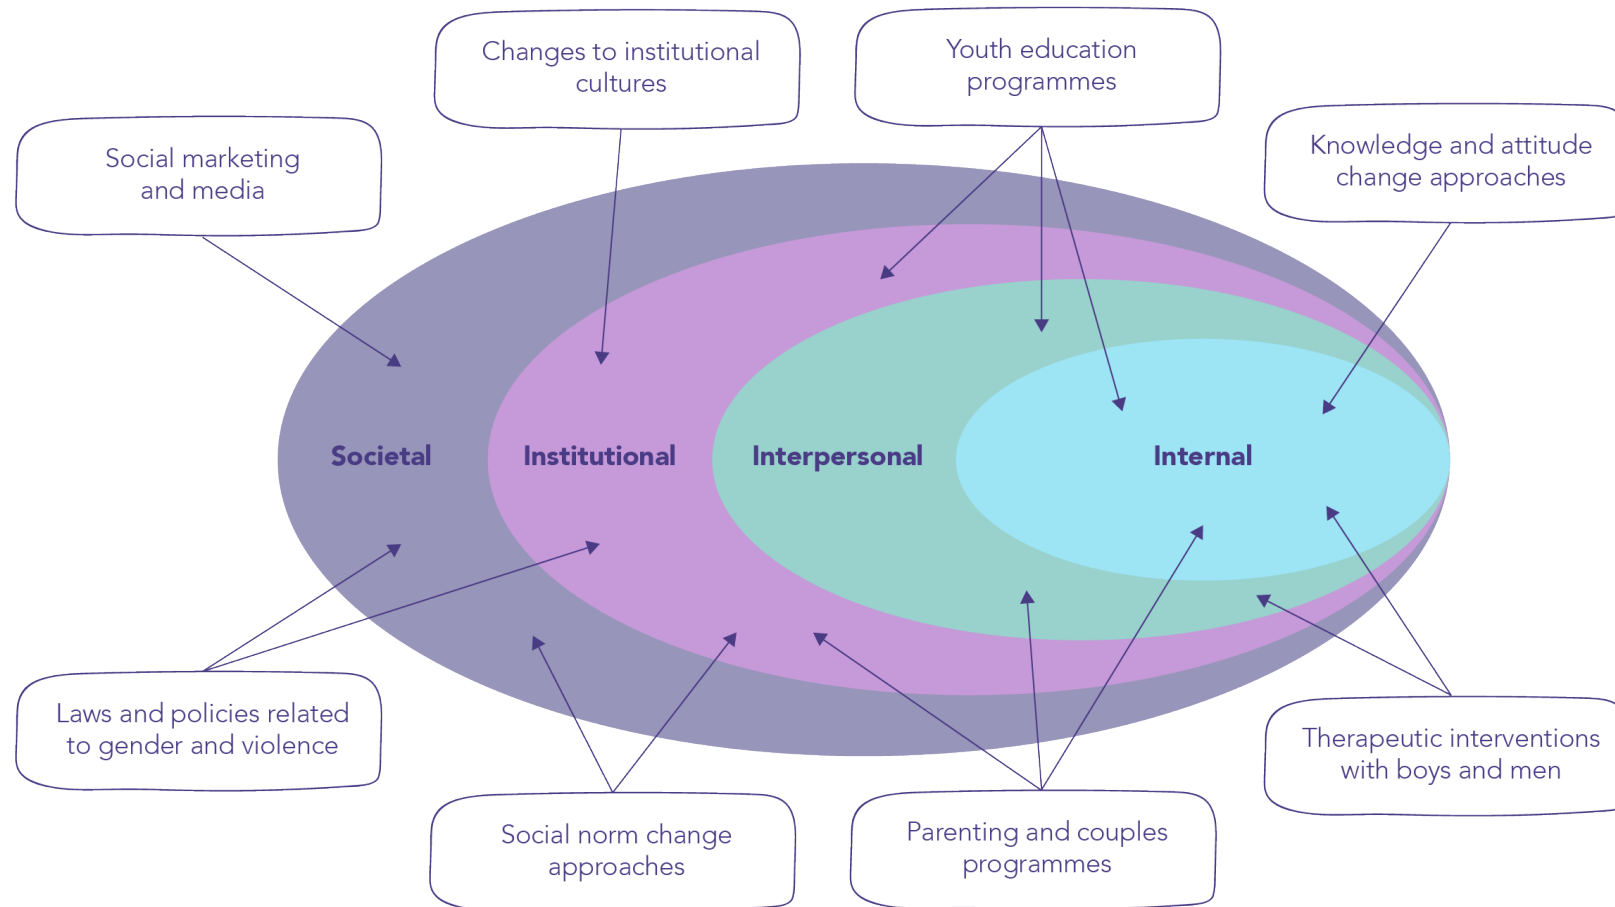 Changes to institutional
cultures
Youth education
programmes
Social marketing
and media
Knowledge and attitude
change approaches
Societal
Institutional
Interpersonal
Internal
Laws and policies related
to gender and violence
Social norm change
approaches
Parenting and couples
programmes
Therapeutic interventions
with boys and men